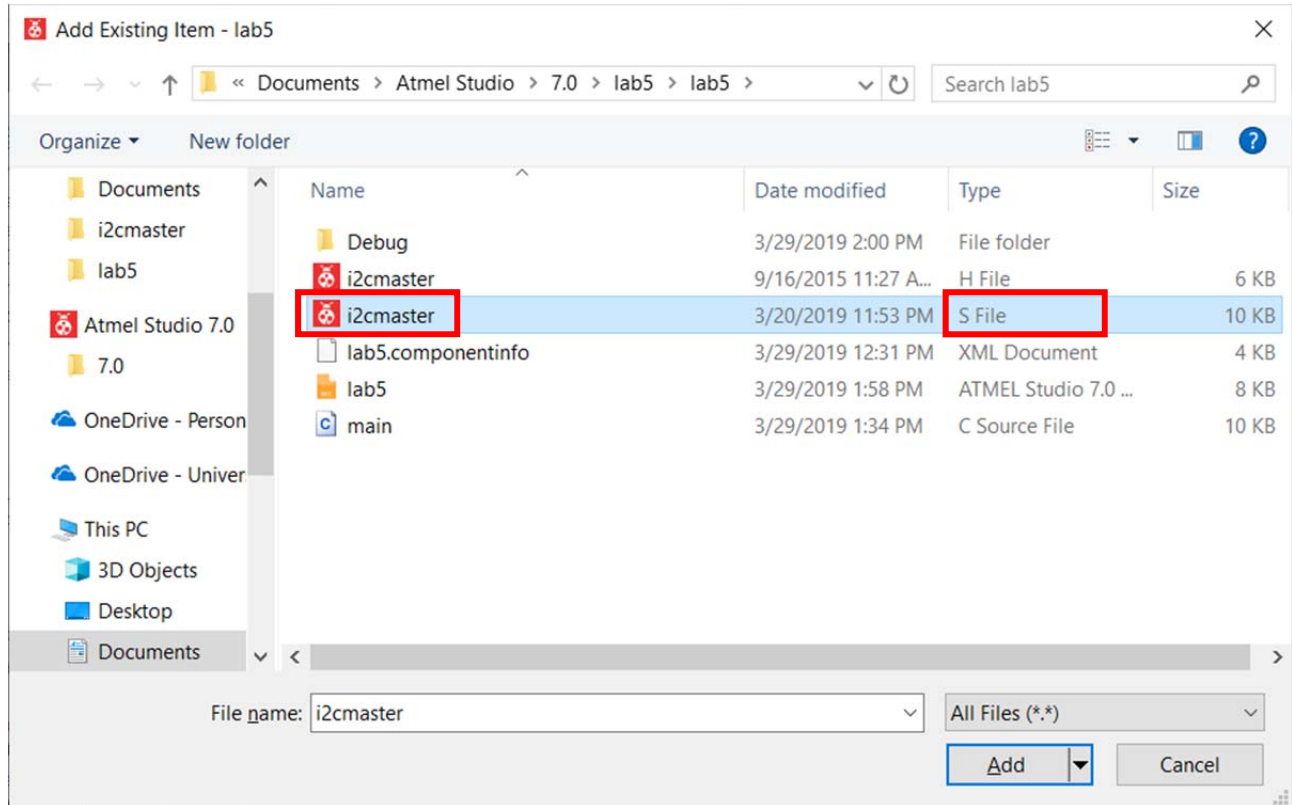 Add Existing Item - lab5
« Documents > Atmel Studio > 7.0 > lab5 > lab5 >
Search lab5
Organize
New folder
Documents
i2cmaster
lab5
Atmel Studio 7.0
7.0
OneDrive - Person
OneDrive - Univer
This PC
3D Objects
Desktop
Documents
Name Date modified Type Size
Debug 3/29/2019 2:00 PM File folder
i2cmaster 9/16/2015 11:27 A... H File 6 KB
i2cmaster 3/20/2019 11:53 PM S File 10 KB
lab5.componentinfo 3/29/2019 12:31 PM XML Document 4 KB
lab5 3/29/2019 1:58 PM ATMEL Studio 7.0 ... 8 KB
main 3/29/2019 1:34 PM C Source File 10 KB
File name: i2cmaster
All Files (*.*)
Add
Cancel